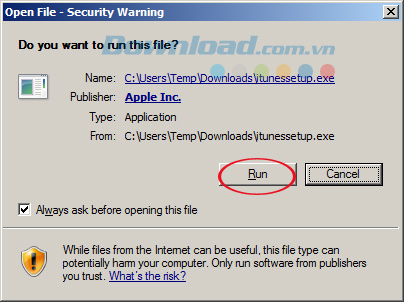 Open File - Security Warning
Download.com.vn
Do you want to run this file?
Name: C:\Users\Temp\Downloads\itunessetup.exe
Publisher: Apple Inc.
Type: Application
From: C:\Users\Temp\Downloads\itunessetup.exe
Run Cancel
Always ask before opening this file
While files from the Internet can be useful, this file type can
potentially harm your computer. Only run software from publishers
you trust. What's the risk?